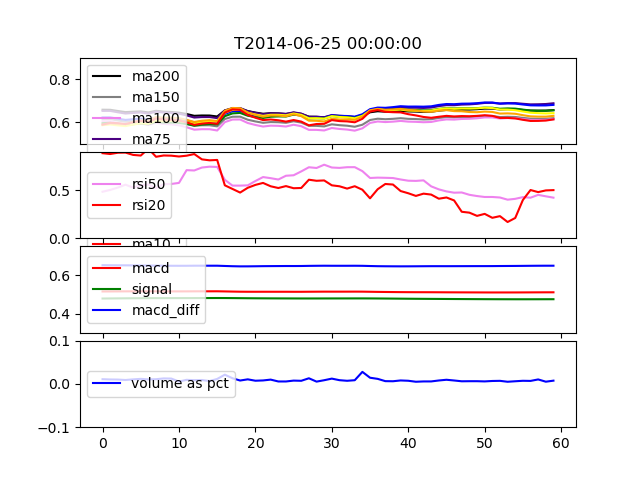 T2014-06-25 00:00:00
0.8
0.6
ma200
ma150
ma100
ma75
0.5
0.0
rsi50
rsi20
ma10
0.6
0.4
macd
signal
macd_diff
0.1
0.0
−0.1
volume as pct
0 10 20 30 40 50 60